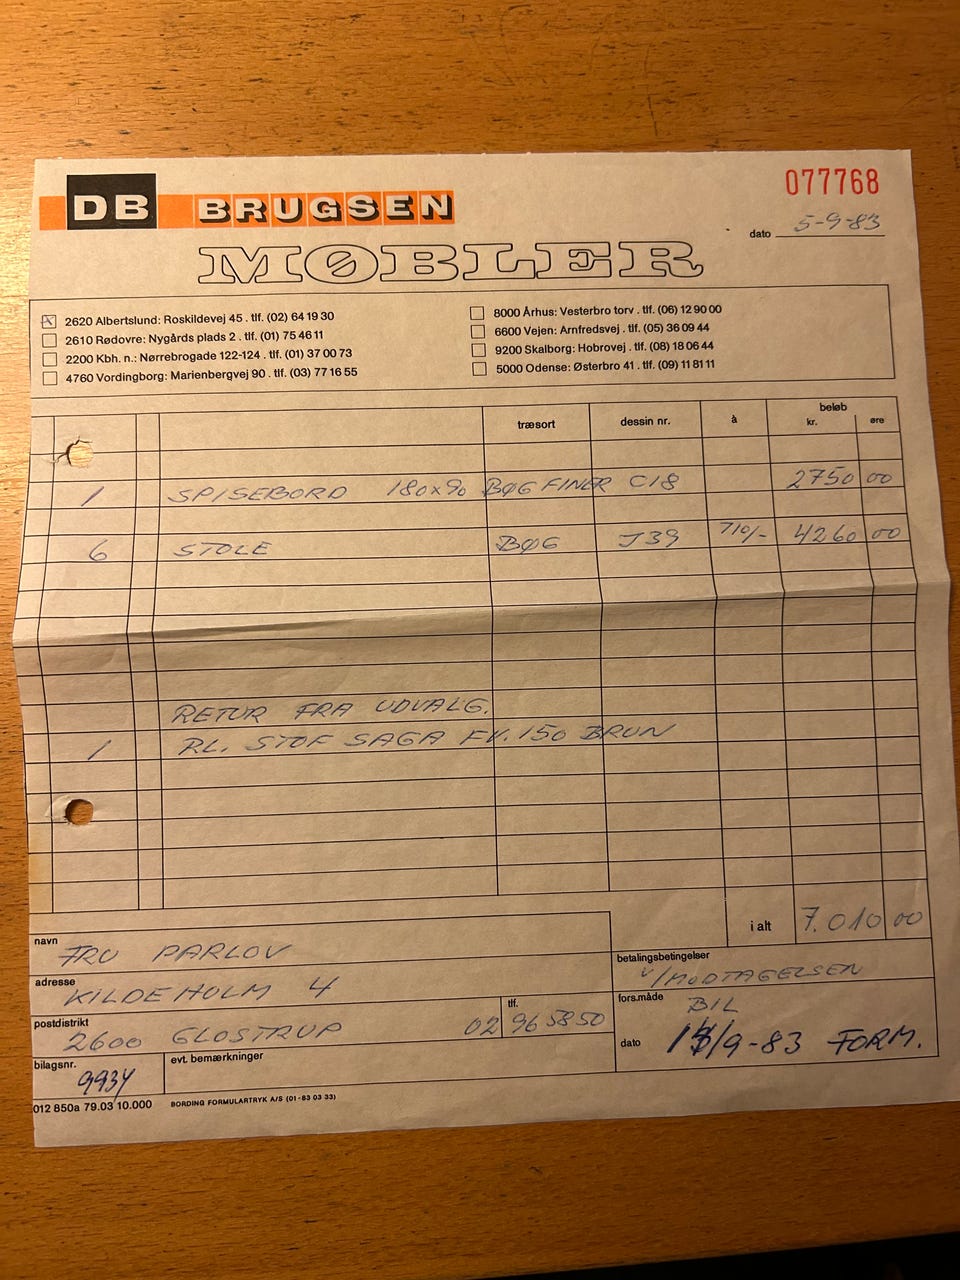 DB BRUGSEN
MØBLER
077768
dato 5-9-83
☒ 2620 Albertslund: Roskildevej 45 . tlf. (02) 64 19 30
☐ 2610 Rødovre: Nygårds plads 2 . tlf. (01) 75 46 11
☐ 2200 Kbh. n.: Nørrebrogade 122-124 . tlf. (01) 37 00 73
☐ 4760 Vordingborg: Marienbergvej 90 . tlf. (03) 77 16 55
☐ 8000 Århus: Vesterbro torv . tlf. (06) 12 90 00
☐ 6600 Vejen: Arnfredsvej . tlf. (05) 36 09 44
☐ 9200 Skalborg: Hobrovej . tlf. (08) 18 06 44
☐ 5000 Odense: Østerbro 41 . tlf. (09) 11 81 11
træsort dessin nr. à beløb kr. øre
1 SPISEBORD 180x90 BØG FINER C18 2750 00
6 STOLE BØG J39 710/- 4260 00
RETUR FRA UDVALG.
1 RL. STOF SAGA FV. 150 BRUN
i alt 7.010 00
navn FRU PARLOV
adresse KILDEHOLM 4
postdistrikt 2600 GLOSTRUP tlf. 02 96 58 50
bilagsnr. 9934
evt. bemærkninger
betalingsbetingelser
v/MODTAGELSEN
fors.måde BIL
dato /9-83 FORM.
012 850a 79.03 10.000 BORDING FORMULARTRYK A/S (01-83 03 33)